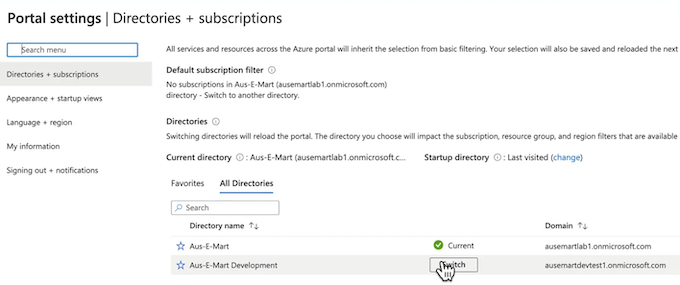 Portal settings | Directories + subscriptions
Search menu
Directories + subscriptions
Appearance + startup views
Language + region
My information
Signing out + notifications
All services and resources across the Azure portal will inherit the selection from basic filtering. Your selection will also be saved and reloaded the next
Default subscription filter
No subscriptions in Aus-E-Mart (ausemartlab1.onmicrosoft.com)
directory - Switch to another directory.
Directories
Switching directories will reload the portal. The directory you choose will impact the subscription, resource group, and region filters that are available
Current directory : Aus-E-Mart (ausemartlab1.onmicrosoft.c... Startup directory : Last visited (change)
Favorites All Directories
Search
Directory name Domain
Aus-E-Mart Current ausemartlab1.onmicrosoft.com
Aus-E-Mart Development Switch ausemartdevtest1.onmicrosoft.com